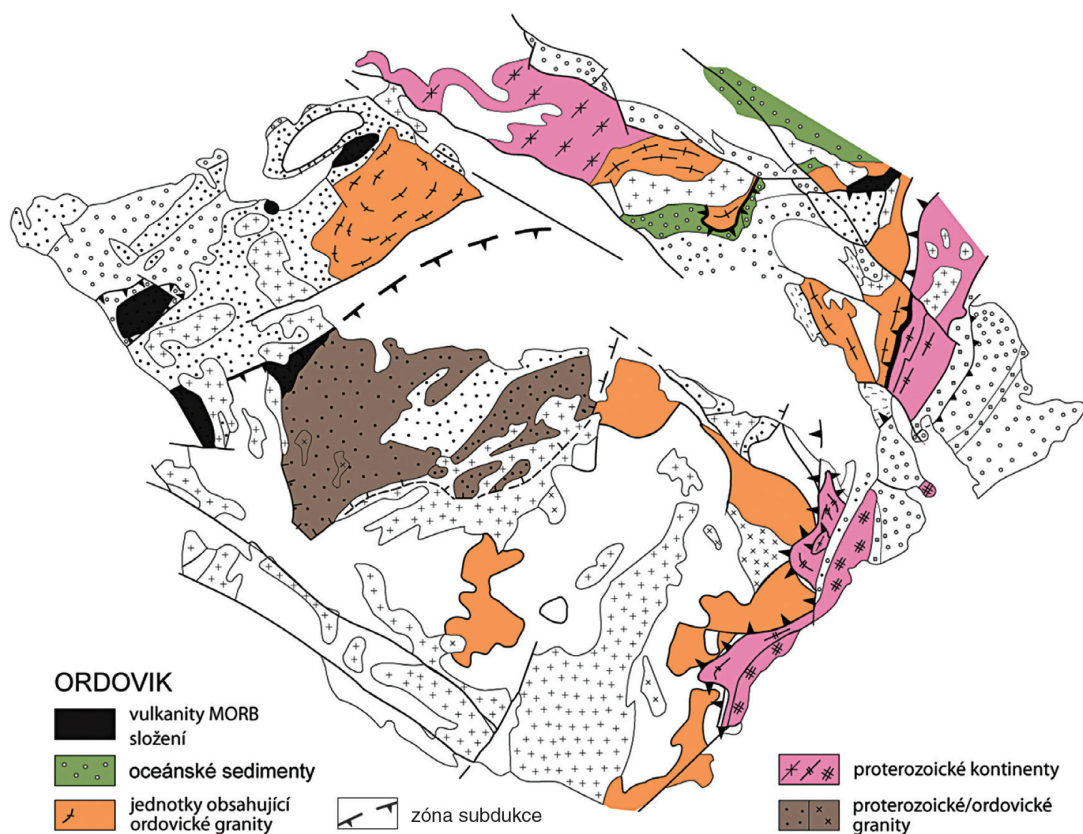 ORDOVIK
vulkanity MORB
složení
oceánské sedimenty
jednotky obsahující
ordovické granity
zóna subdukce
proterozoické kontinenty
proterozoické/ordovické
granity